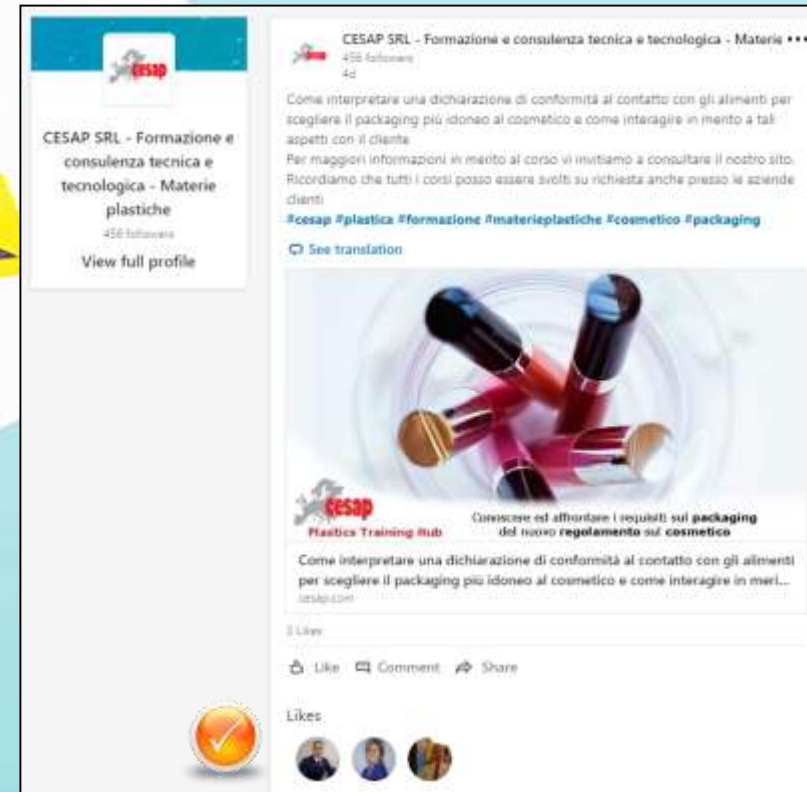 cesap
CESAP SRL - Formazione e
consulenza tecnica e
tecnologica - Materie
plastiche
456 followers
View full profile
CESAP SRL - Formazione e consulenza tecnica e tecnologica - Materie •••
456 followers
4d
Come interpretare una dichiarazione di conformità al contatto con gli alimenti per
scegliere il packaging più idoneo al cosmetico e come interagire in merito a tali
aspetti con il cliente
Per maggiori informazioni in merito al corso vi invitiamo a consultare il nostro sito.
Ricordiamo che tutti i corsi posso essere svolti su richiesta anche presso le aziende
clienti
#cesap #plastica #formazione #materieplastiche #cosmetico #packaging
See translation
cesap
Plastics Training Hub
Conoscere ed affrontare i requisiti sul packaging
del nuovo regolamento sul cosmetico
Come interpretare una dichiarazione di conformità al contatto con gli alimenti
per scegliere il packaging più idoneo al cosmetico e come interagire in meri...
cesap.com
3 Likes
Like Comment Share
Likes